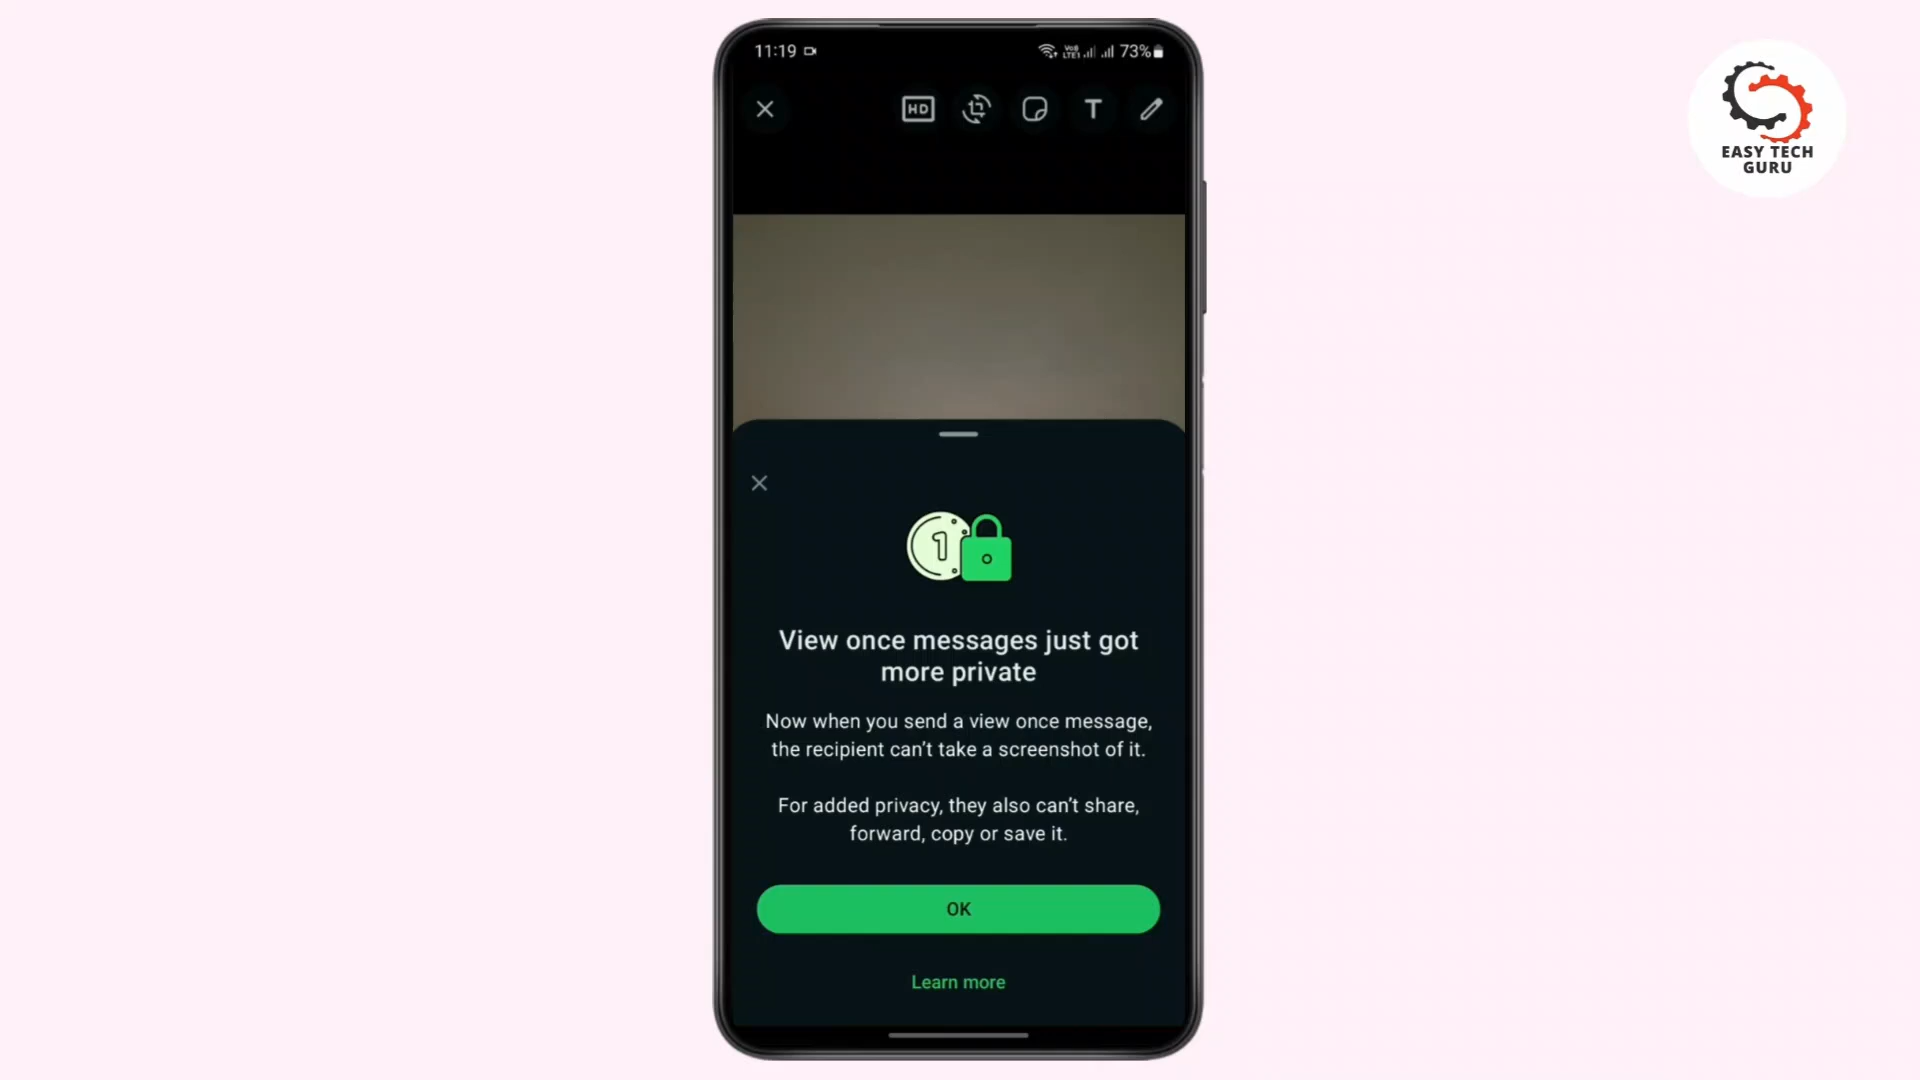 11:19
Vo8
LTE1
73%
HD
T
1
View once messages just got
more private
Now when you send a view once message,
the recipient can't take a screenshot of it.
For added privacy, they also can't share,
forward, copy or save it.
OK
Learn more
EASY TECH
GURU